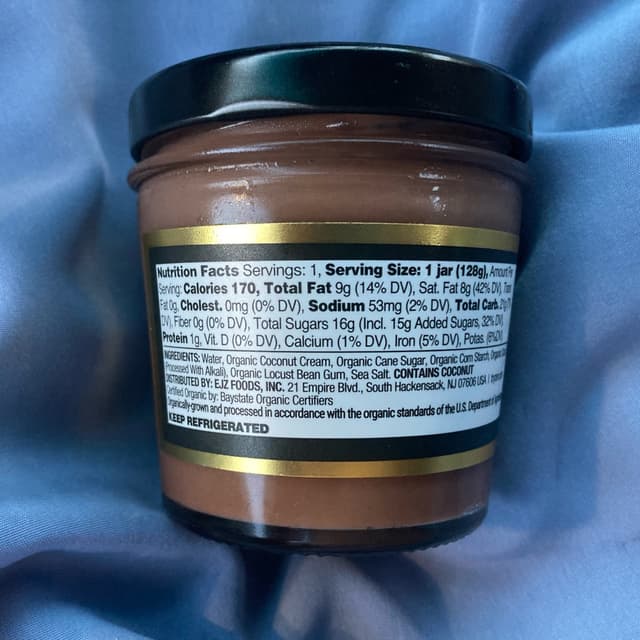 Nutrition Facts Servings: 1, Serving Size: 1 jar (128g), Amount Per
Serving: Calories 170, Total Fat 9g (14% DV), Sat. Fat 8g (42% DV), Trans
Fat 0g, Cholest. 0mg (0% DV), Sodium 53mg (2% DV), Total Carb.
DV), Fiber 0g (0% DV), Total Sugars 16g (Incl. 15g Added Sugars, 32% DV),
Protein 1g, Vit. D (0% DV), Calcium (1% DV), Iron (5% DV), Potas. (6%DV)
INGREDIENTS: Water, Organic Coconut Cream, Organic Cane Sugar, Organic Corn Starch, Organic
Processed With Alkali), Organic Locust Bean Gum, Sea Salt. CONTAINS COCONUT
DISTRIBUTED BY: EJZ FOODS, INC. 21 Empire Blvd., South Hackensack, NJ 07606 USA
Certified Organic by: Baystate Organic Certifiers
Organically-grown and processed in accordance with the organic standards of the U.S. Department of
KEEP REFRIGERATED